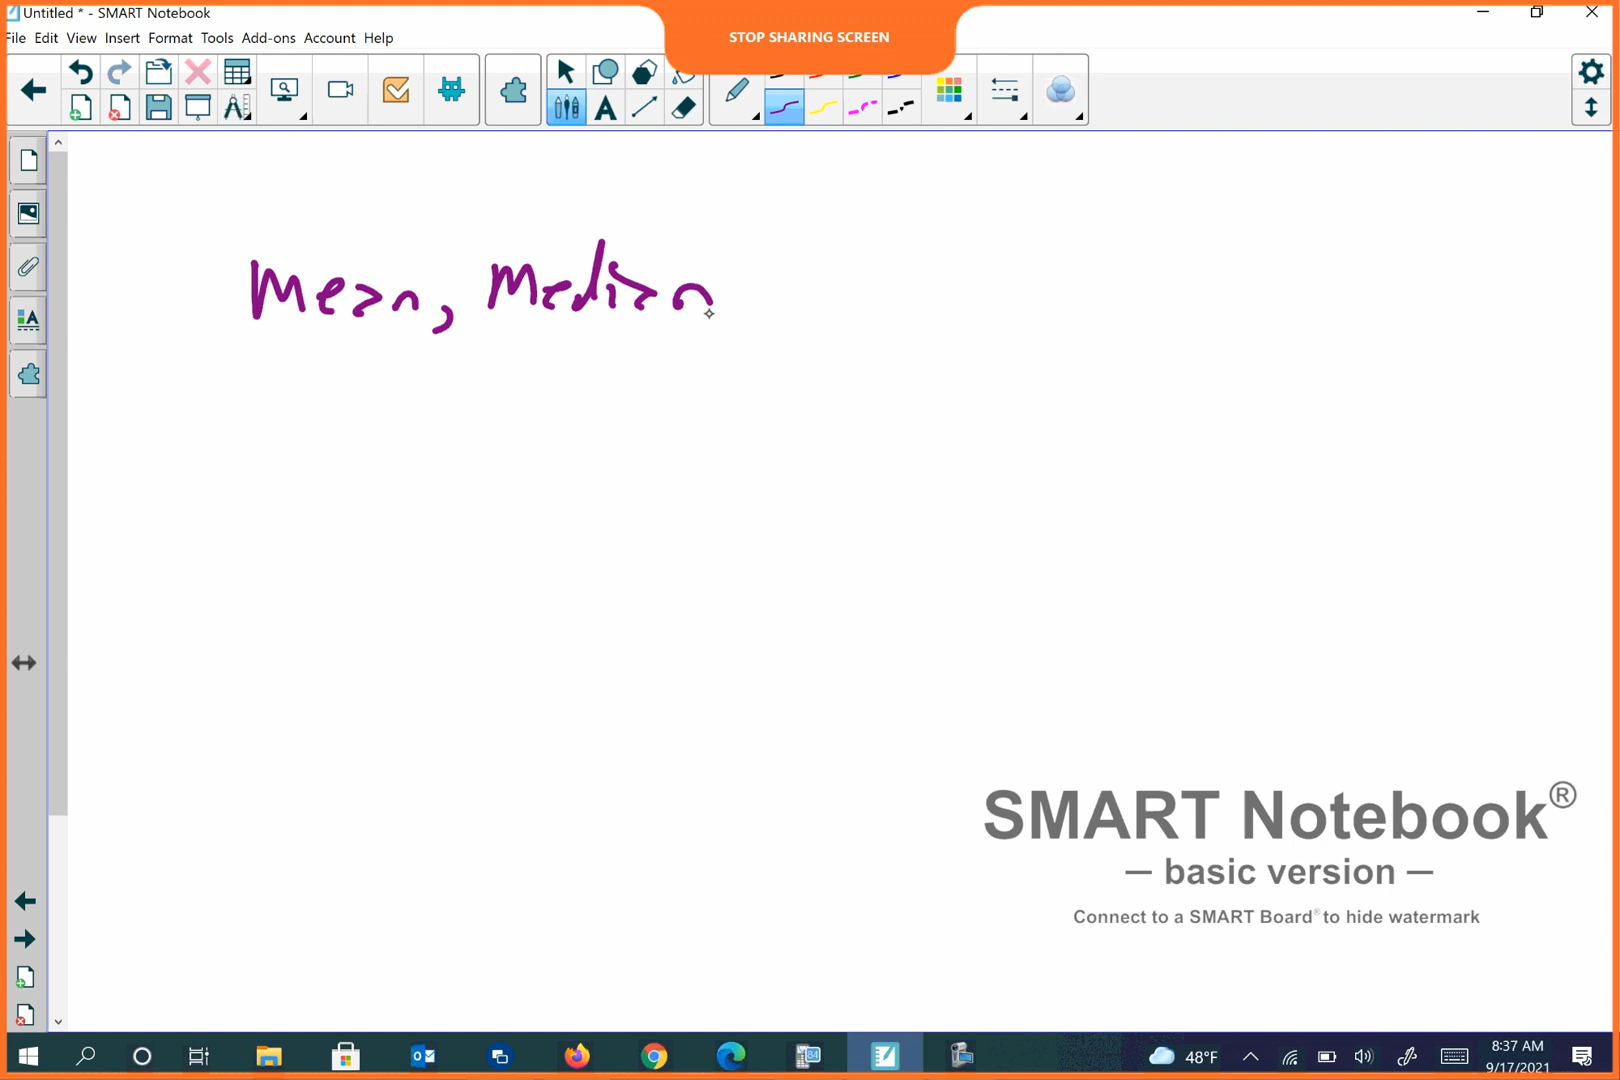 Untitled * - SMART Notebook
STOP SHARING SCREEN
File Edit View Insert Format Tools Add-ons Account Help
Mean, Median
SMART Notebook®
— basic version —
Connect to a SMART Board® to hide watermark
48°F
8:37 AM
9/17/2021